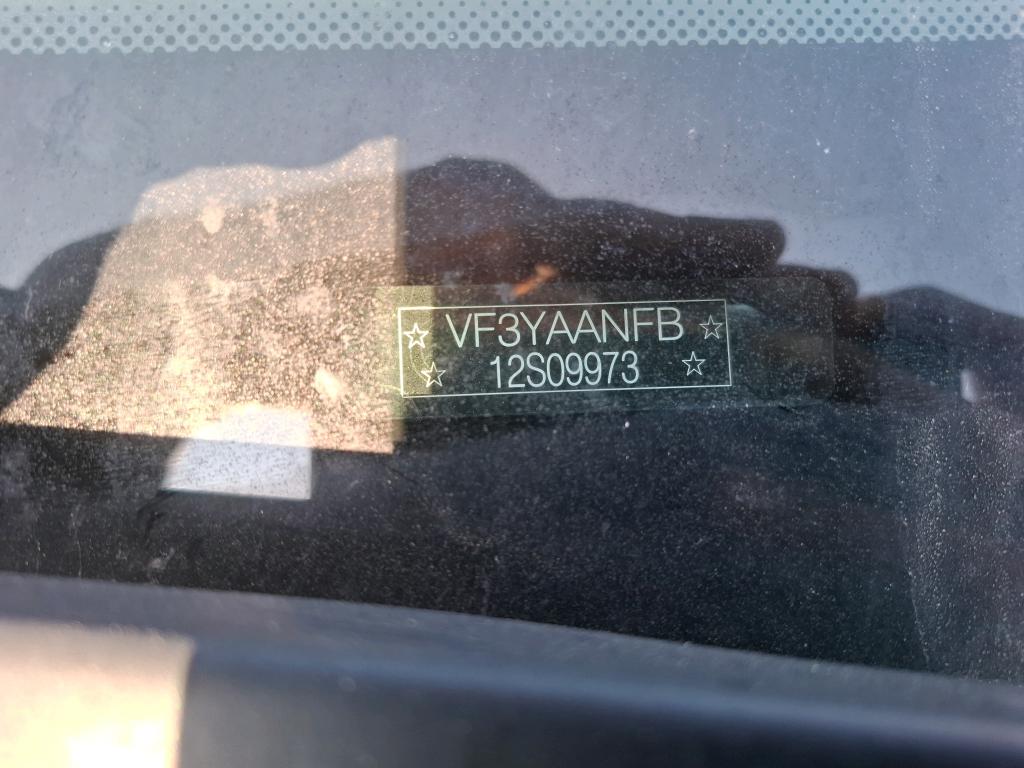 ☆ VF3YAANFB ☆
☆ 12S09973 ☆